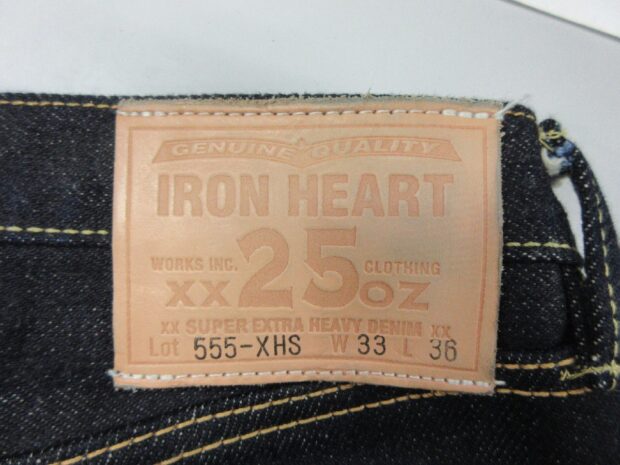 GENUINE QUALITY
IRON HEART
WORKS INC. 25 CLOTHING
XX OZ
XX SUPER EXTRA HEAVY DENIM XX
Lot 555-XHS W 33 L 36